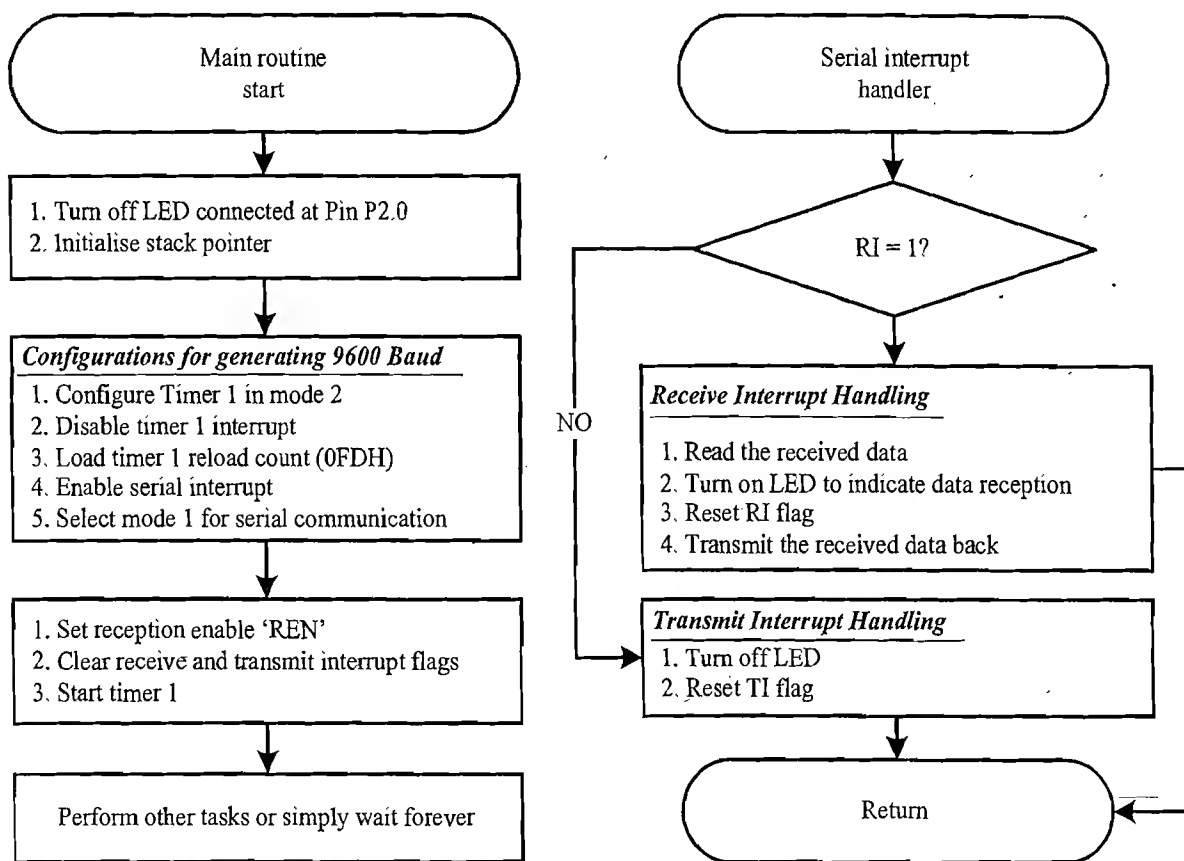 Main routine
start
1. Turn off LED connected at Pin P2.0
2. Initialise stack pointer
Configurations for generating 9600 Baud
1. Configure Timer 1 in mode 2
2. Disable timer 1 interrupt
3. Load timer 1 reload count (0FDH)
4. Enable serial interrupt
5. Select mode 1 for serial communication
1. Set reception enable ‘REN’
2. Clear receive and transmit interrupt flags
3. Start timer 1
Perform other tasks or simply wait forever
Serial interrupt
handler
RI = 1?
NO
Receive Interrupt Handling
1. Read the received data
2. Turn on LED to indicate data reception
3. Reset RI flag
4. Transmit the received data back
Transmit Interrupt Handling
1. Turn off LED
2. Reset TI flag
Return